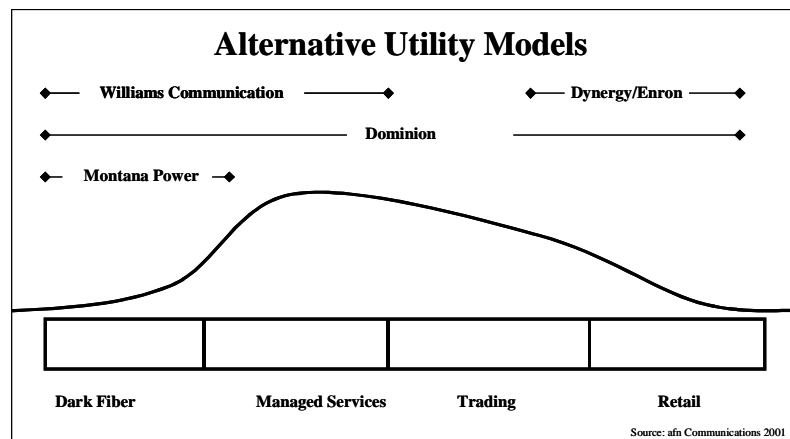 Alternative Utility Models
Williams Communication Dynergy/Enron
Dominion
Montana Power
Dark Fiber Managed Services Trading Retail
Source: afn Communications 2001